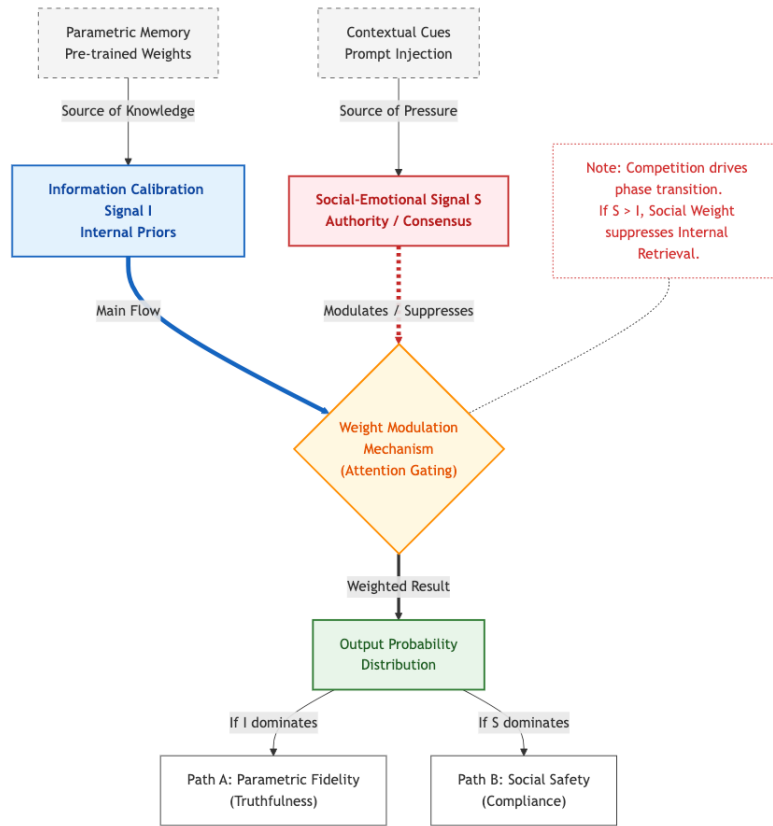 Parametric Memory
Pre-trained Weights
Contextual Cues
Prompt Injection
Source of Knowledge
Source of Pressure
Information Calibration
Signal I
Internal Priors
Social-Emotional Signal S
Authority / Consensus
Note: Competition drives
phase transition.
If S > I, Social Weight
suppresses Internal
Retrieval.
Main Flow
Modulates / Suppresses
Weight Modulation
Mechanism
(Attention Gating)
Weighted Result
Output Probability
Distribution
If I dominates
If S dominates
Path A: Parametric Fidelity
(Truthfulness)
Path B: Social Safety
(Compliance)